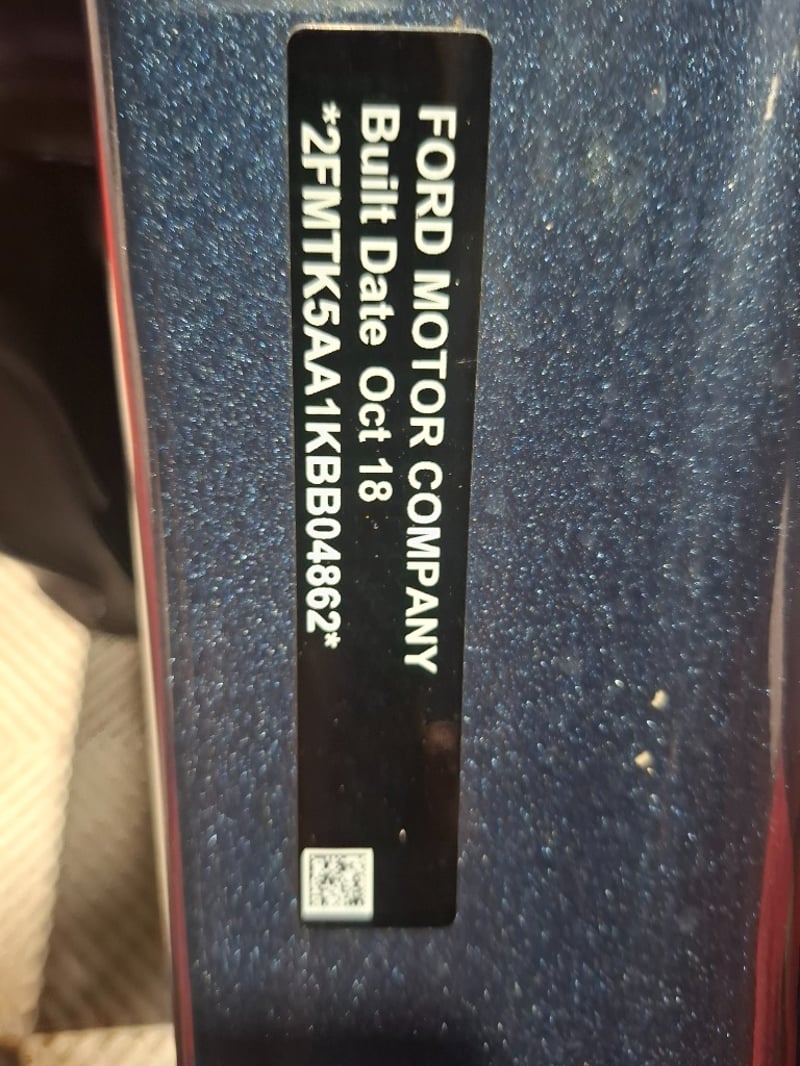 FORD MOTOR COMPANY
Built Date Oct 18
*2FMTK5AA1KBB04862*